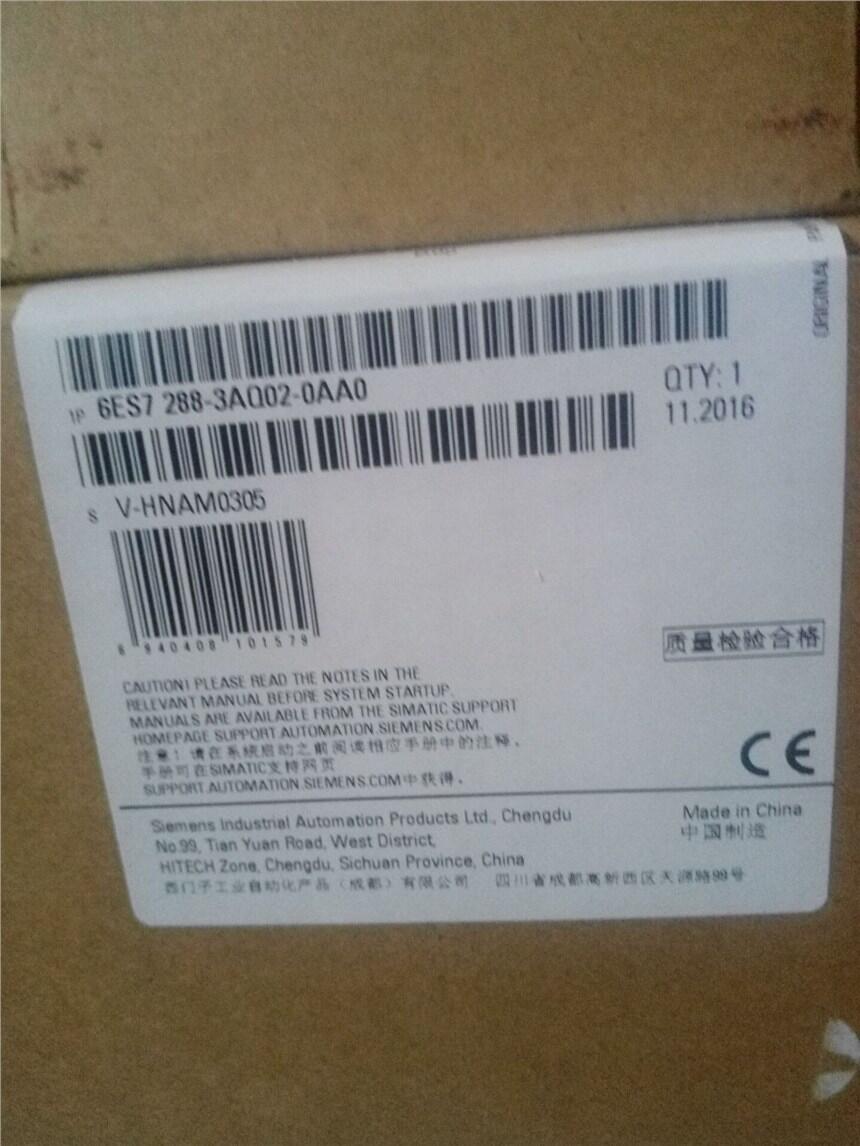 ORIGINAL
1P 6ES7 288-3AQ02-0AA0
QTY: 1
11.2016
S V-HNAM0305
6 940408 101579
质量检验合格
CAUTION! PLEASE READ THE NOTES IN THE
RELEVANT MANUAL BEFORE SYSTEM STARTUP.
MANUALS ARE AVAILABLE FROM THE SIMATIC SUPPORT
HOMEPAGE SUPPORT.AUTOMATION.SIEMENS.COM.
注意！请在系统启动之前阅读相应手册中的注释。
手册可在SIMATIC支持网页
SUPPORT.AUTOMATION.SIEMENS.COM中获得。
CE
Siemens Industrial Automation Products Ltd., Chengdu
No.99, Tian Yuan Road, West District,
HITECH Zone, Chengdu, Sichuan Province, China
西门子工业自动化产品（成都）有限公司 四川省成都高新西区天源路99号
Made in China
中国制造